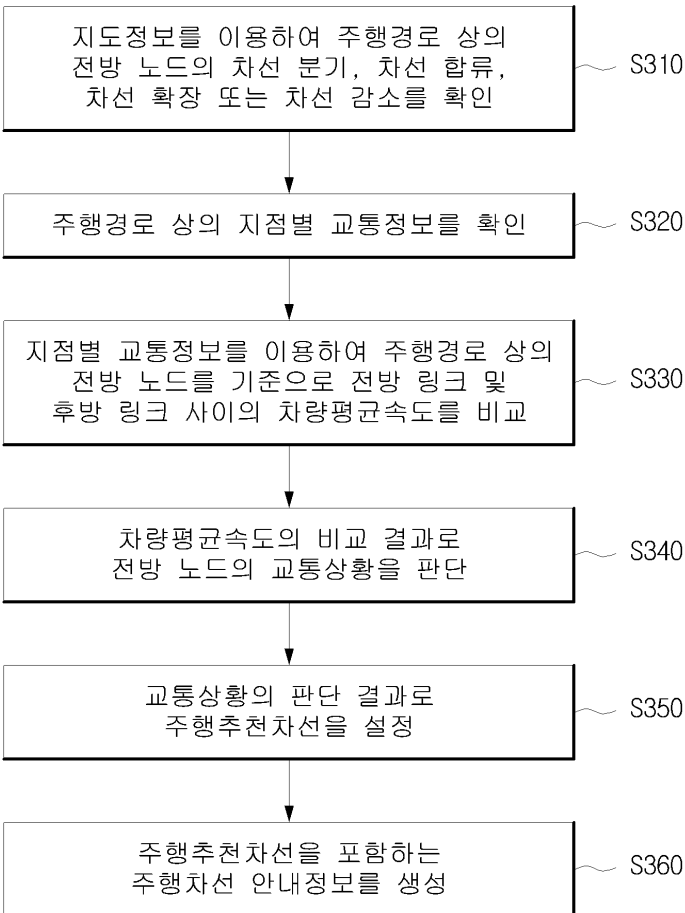 지도정보를 이용하여 주행경로 상의
전방 노드의 차선 분기, 차선 합류,
차선 확장 또는 차선 감소를 확인
S310
주행경로 상의 지점별 교통정보를 확인
S320
지점별 교통정보를 이용하여 주행경로 상의
전방 노드를 기준으로 전방 링크 및
후방 링크 사이의 차량평균속도를 비교
S330
차량평균속도의 비교 결과로
전방 노드의 교통상황을 판단
S340
교통상황의 판단 결과로
주행추천차선을 설정
S350
주행추천차선을 포함하는
주행차선 안내정보를 생성
S360